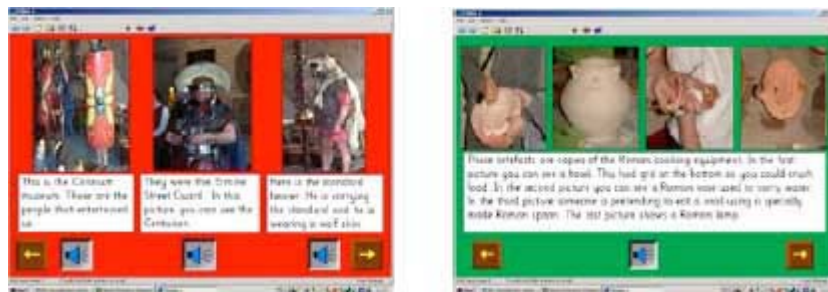 This is the Corinium
museum. These are the
people that entertained
us.
They were the Ermine
Street Guard. In this
picture you can see the
Centurion.
Here is the standard
bearer. He is carrying
the standard and he is
wearing a wolf skin.
These artefacts are copies of the Roman cooking equipment. In the first
picture you can see a bowl. This had grit on the bottom so you could crush
food. In the second picture you can see a Roman vase used to carry water.
In the third picture someone is pretending to eat a snail using a specially
made Roman spoon. The last picture shows a Roman lamp.